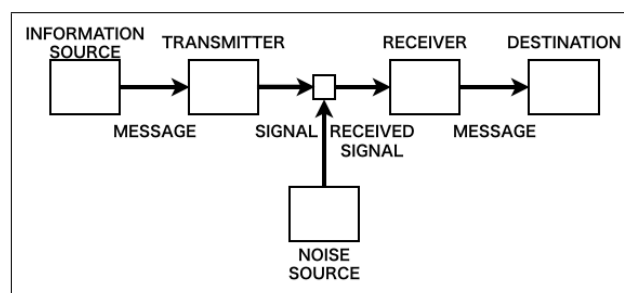 INFORMATION
SOURCE
TRANSMITTER
RECEIVER
DESTINATION
MESSAGE
SIGNAL
RECEIVED
SIGNAL
MESSAGE
NOISE
SOURCE